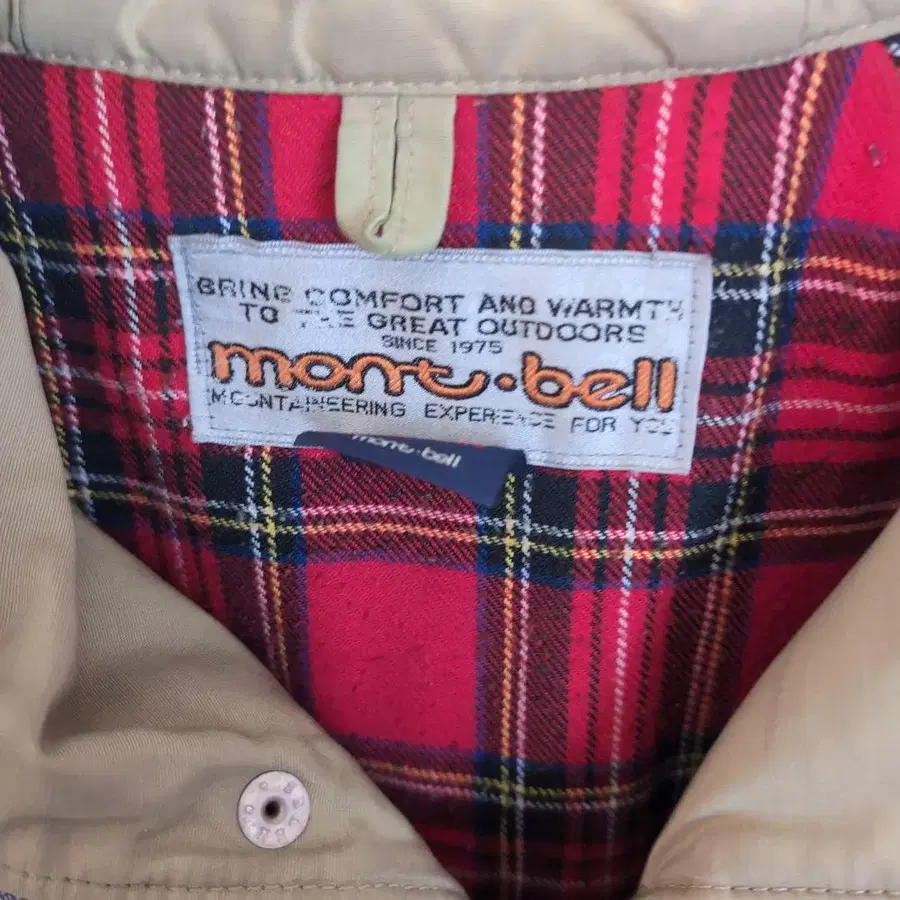 BRING COMFORT AND WARMTH
TO THE GREAT OUTDOORS
SINCE 1975
mont·bell
MOUNTAINEERING EXPERIENCE FOR YOU
mont·bell